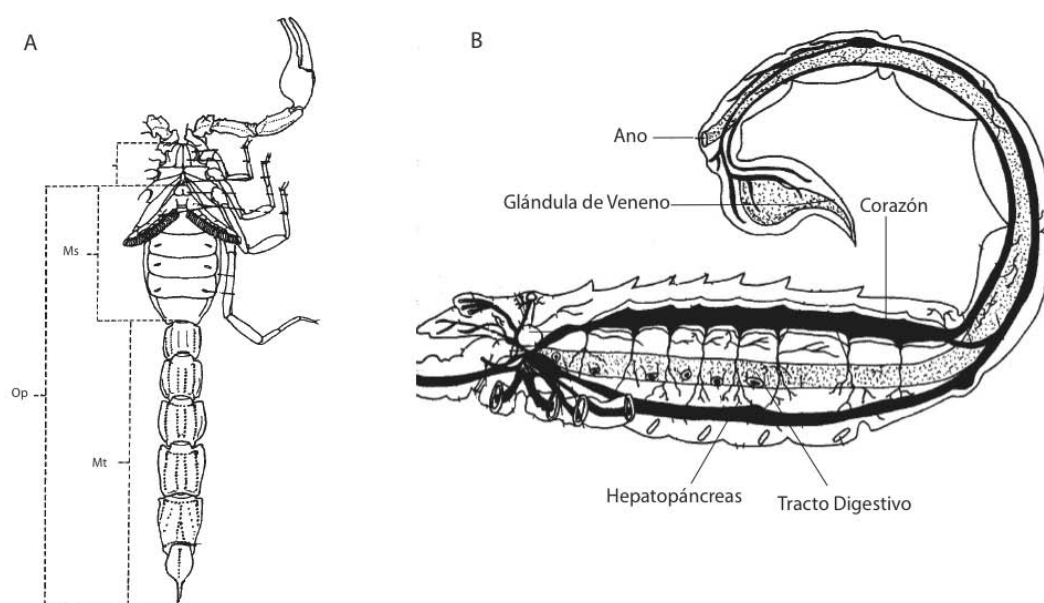 A
Ms
Op
Mt
B
Ano
Glándula de Veneno
Corazón
Hepatopáncreas
Tracto Digestivo